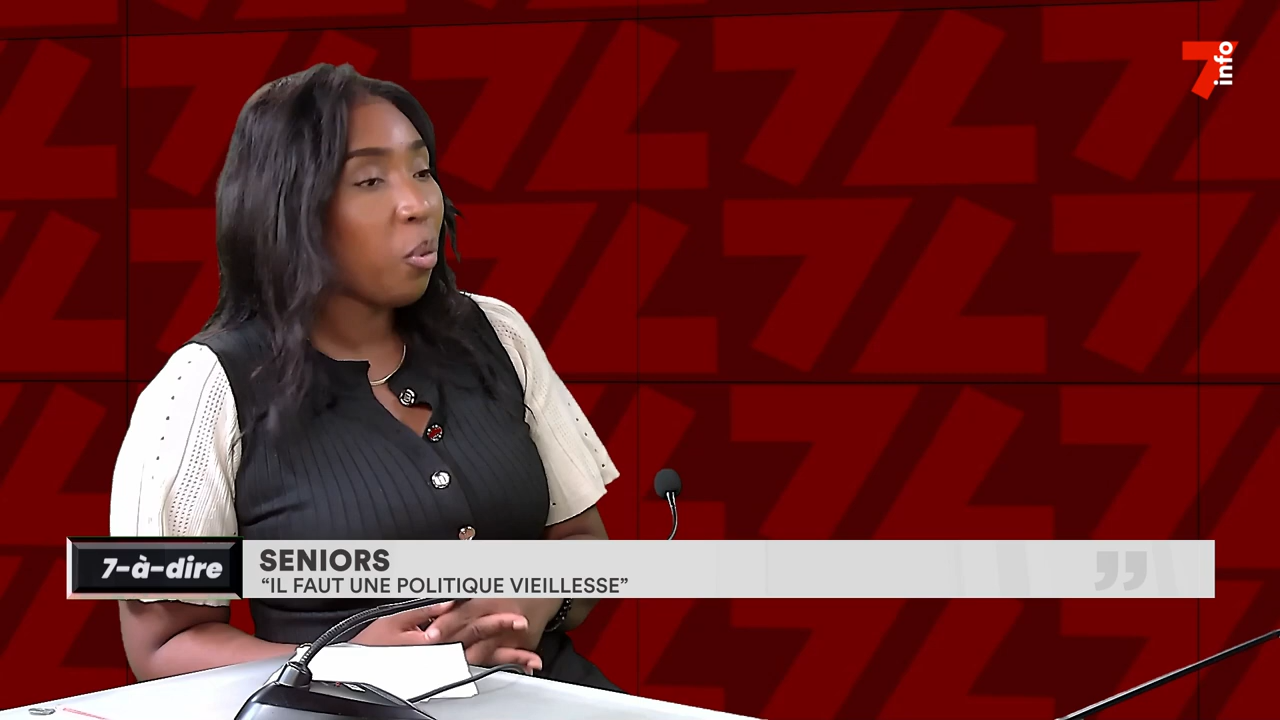 7info
7-à-dire
SENIORS
“IL FAUT UNE POLITIQUE VIEILLESSE”